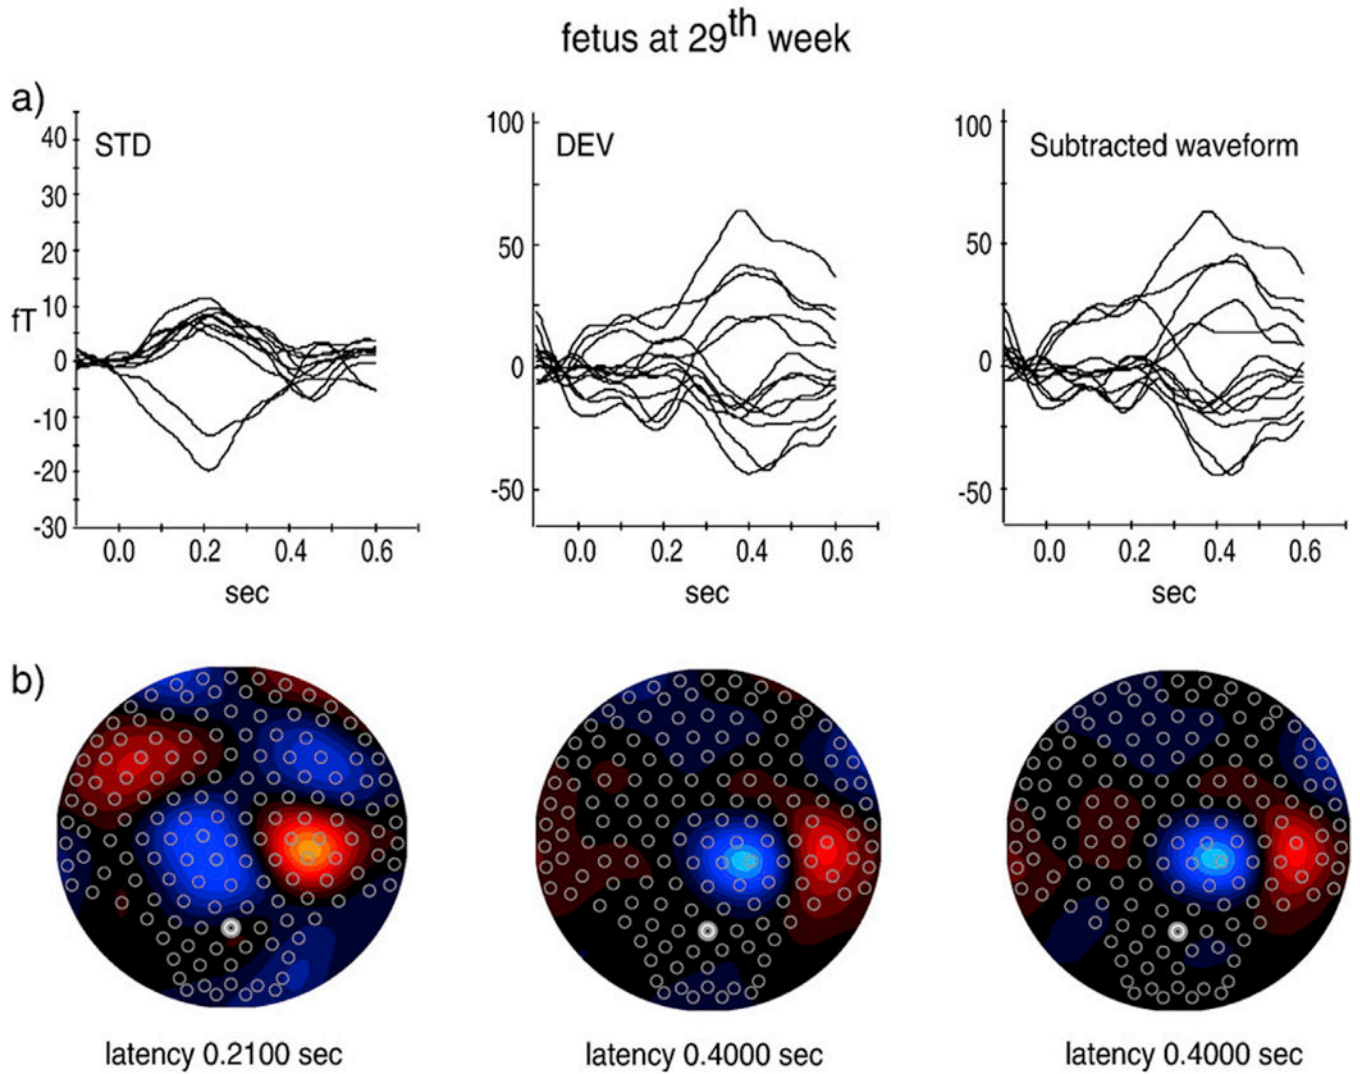 fetus at 29th week
a)
STD
DEV
Subtracted waveform
40
30
20
10
fT
0
-10
-20
-30
0.0 0.2 0.4 0.6
sec
100
50
0
-50
0.0 0.2 0.4 0.6
sec
100
50
0
-50
0.0 0.2 0.4 0.6
sec
b)
latency 0.2100 sec
latency 0.4000 sec
latency 0.4000 sec